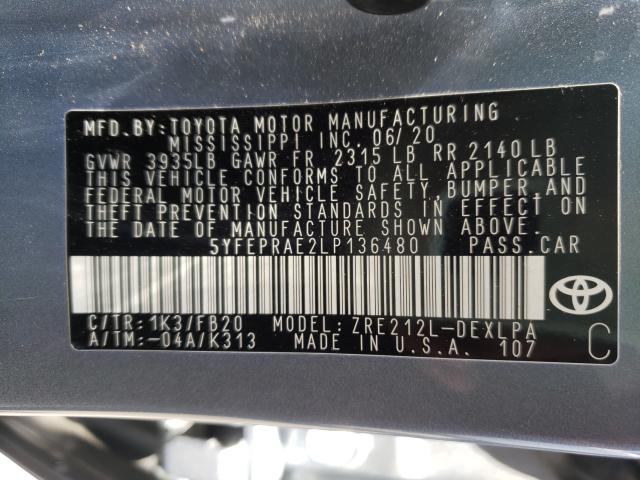 MFD.BY:TOYOTA MOTOR MANUFACTURING
MISSISSIPPI INC. 06/20
GVWR 3935LB GAWR FR 2315 LB RR 2140LB
THIS VEHICLE CONFORMS TO ALL APPLICABLE
FEDERAL MOTOR VEHICLE SAFETY, BUMPER AND
THEFT PREVENTION STANDARDS IN EFFECT ON
THE DATE OF MANUFACTURE SHOWN ABOVE.
5YFEPRAE2LP136480 PASS.CAR
C/TR: 1K3/FB20 MODEL: ZRE212L-DEXLPA
A/TM:-04A/K313 MADE IN U.S.A. 107 C